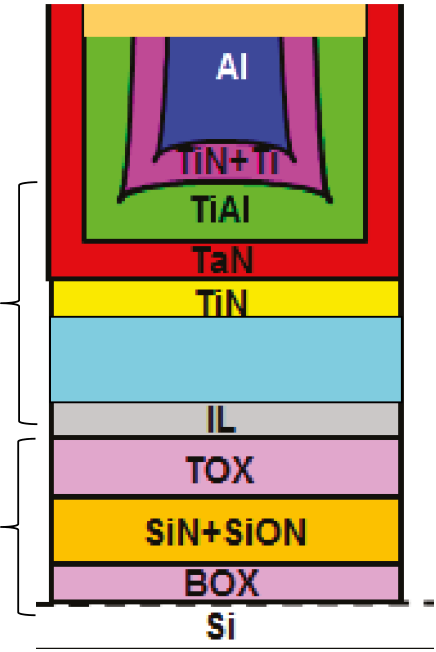 Al
TiN+Ti
TiAl
TaN
TiN
IL
TOX
SiN+SiON
BOX
Si